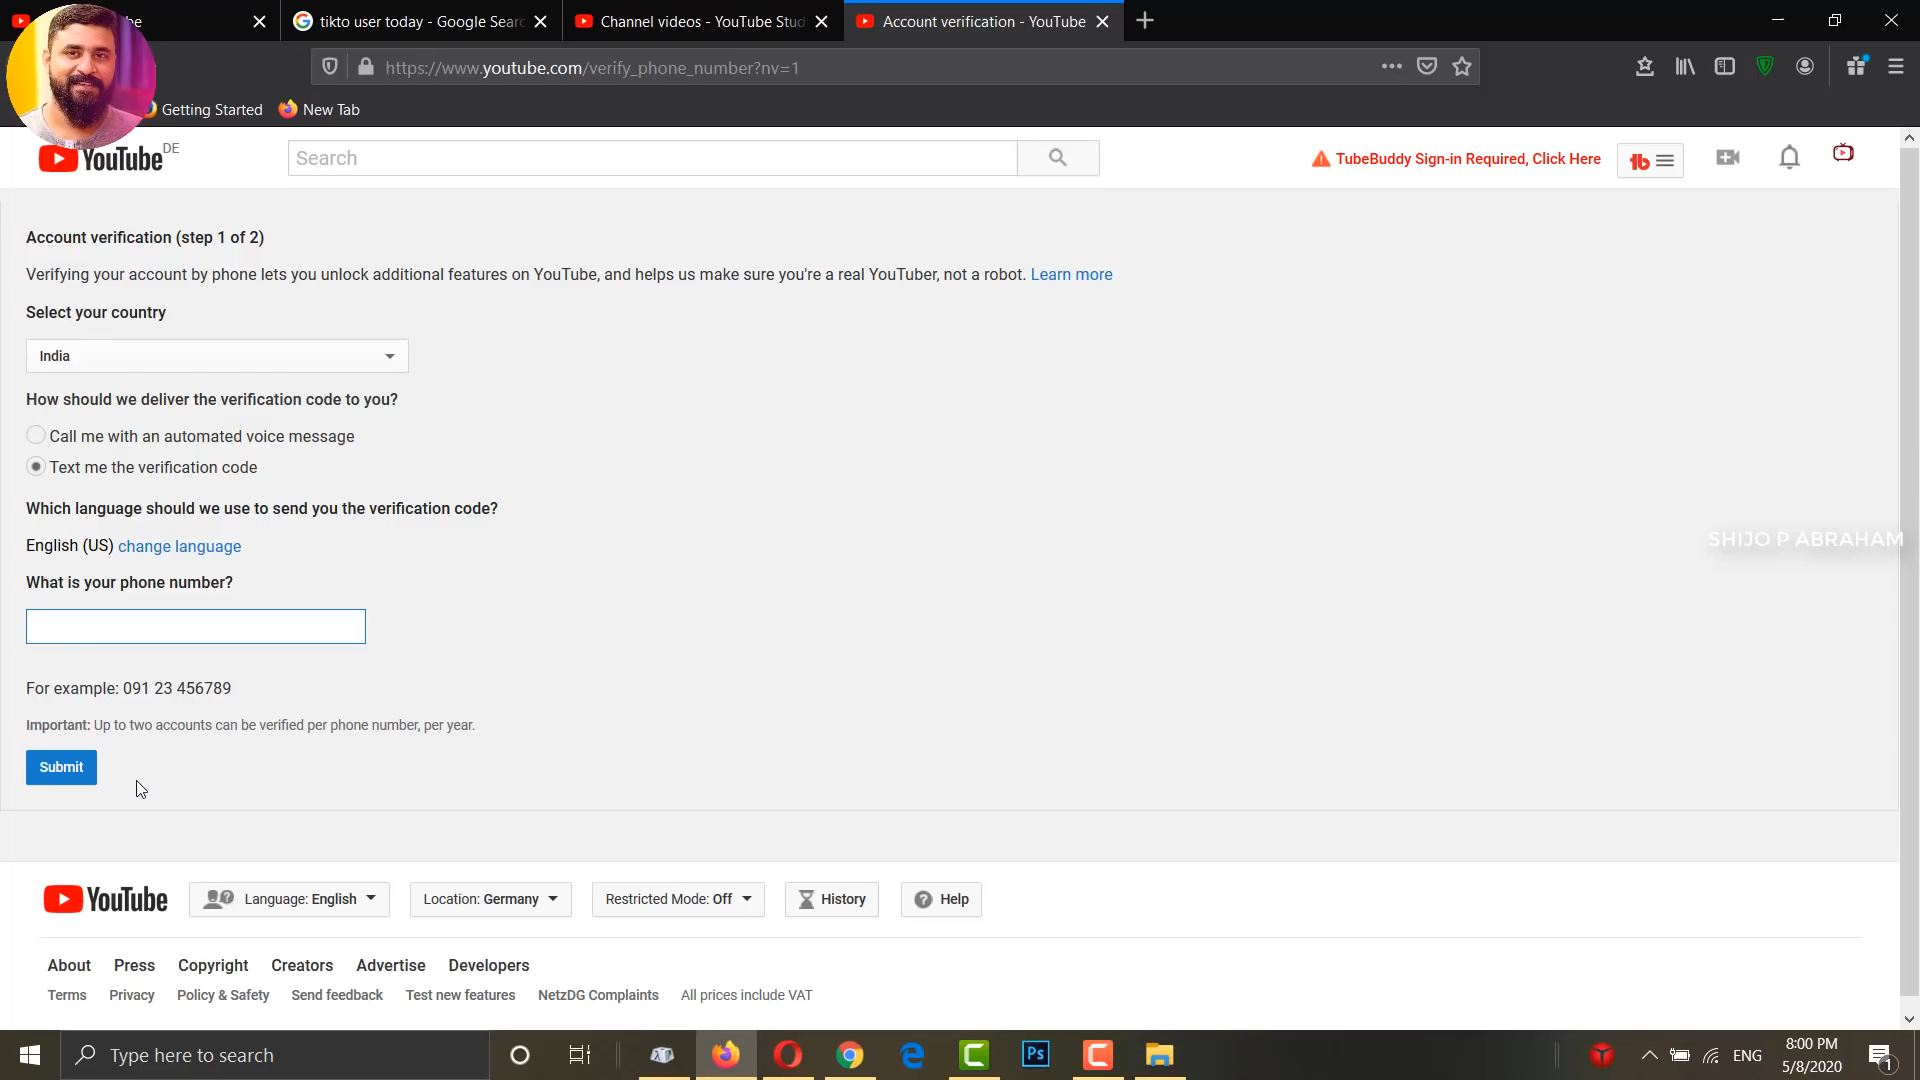 be
tikto user today - Google Sear
Channel videos - YouTube Stud
Account verification - YouTube
https://www.youtube.com/verify_phone_number?nv=1
Getting Started
New Tab
YouTube DE
Search
TubeBuddy Sign-in Required, Click Here
tb
Account verification (step 1 of 2)
Verifying your account by phone lets you unlock additional features on YouTube, and helps us make sure you're a real YouTuber, not a robot. Learn more
Select your country
India
How should we deliver the verification code to you?
Call me with an automated voice message
Text me the verification code
Which language should we use to send you the verification code?
SHIJO P ABRAHAM
English (US) change language
What is your phone number?
For example: 091 23 456789
Important: Up to two accounts can be verified per phone number, per year.
Submit
YouTube
Language: English
Location: Germany
Restricted Mode: Off
History
Help
About Press Copyright Creators Advertise Developers
Terms Privacy Policy & Safety Send feedback Test new features NetzDG Complaints All prices include VAT
Type here to search
Ps
ENG
8:00 PM
5/8/2020
1